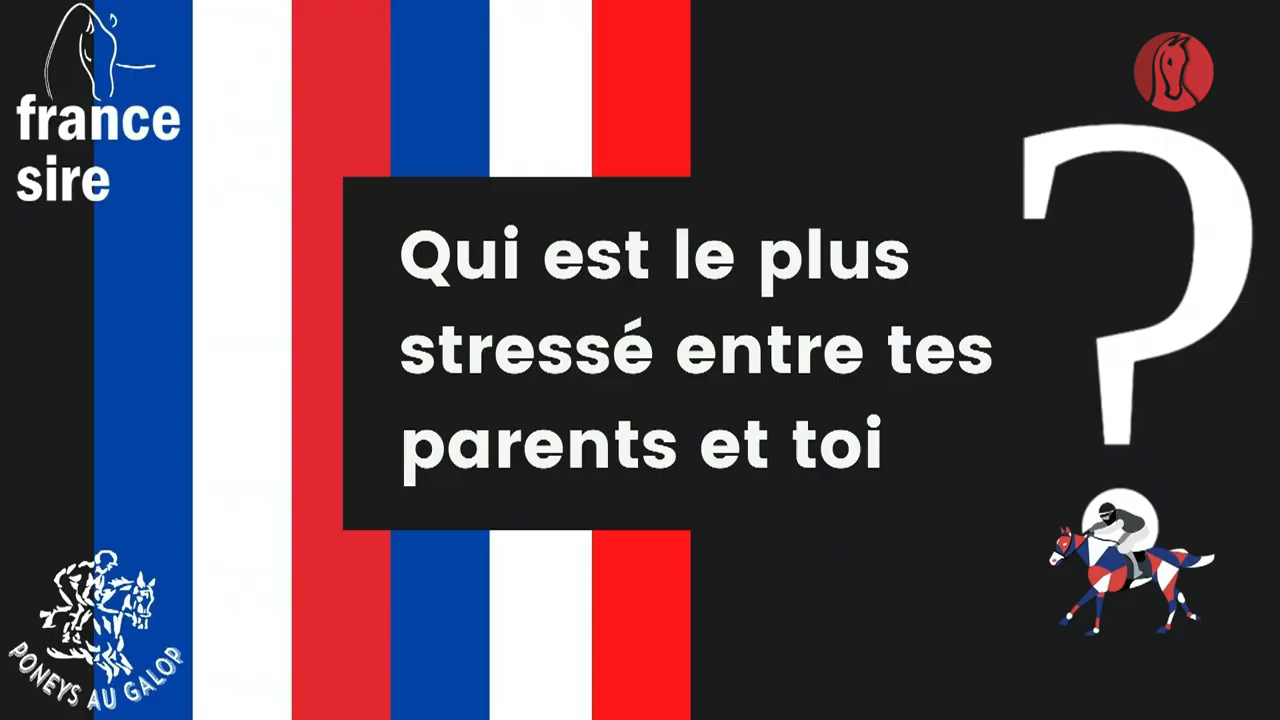 france
sire
Qui est le plus
stressé entre tes
parents et toi
?
PONEYS AU GALOP